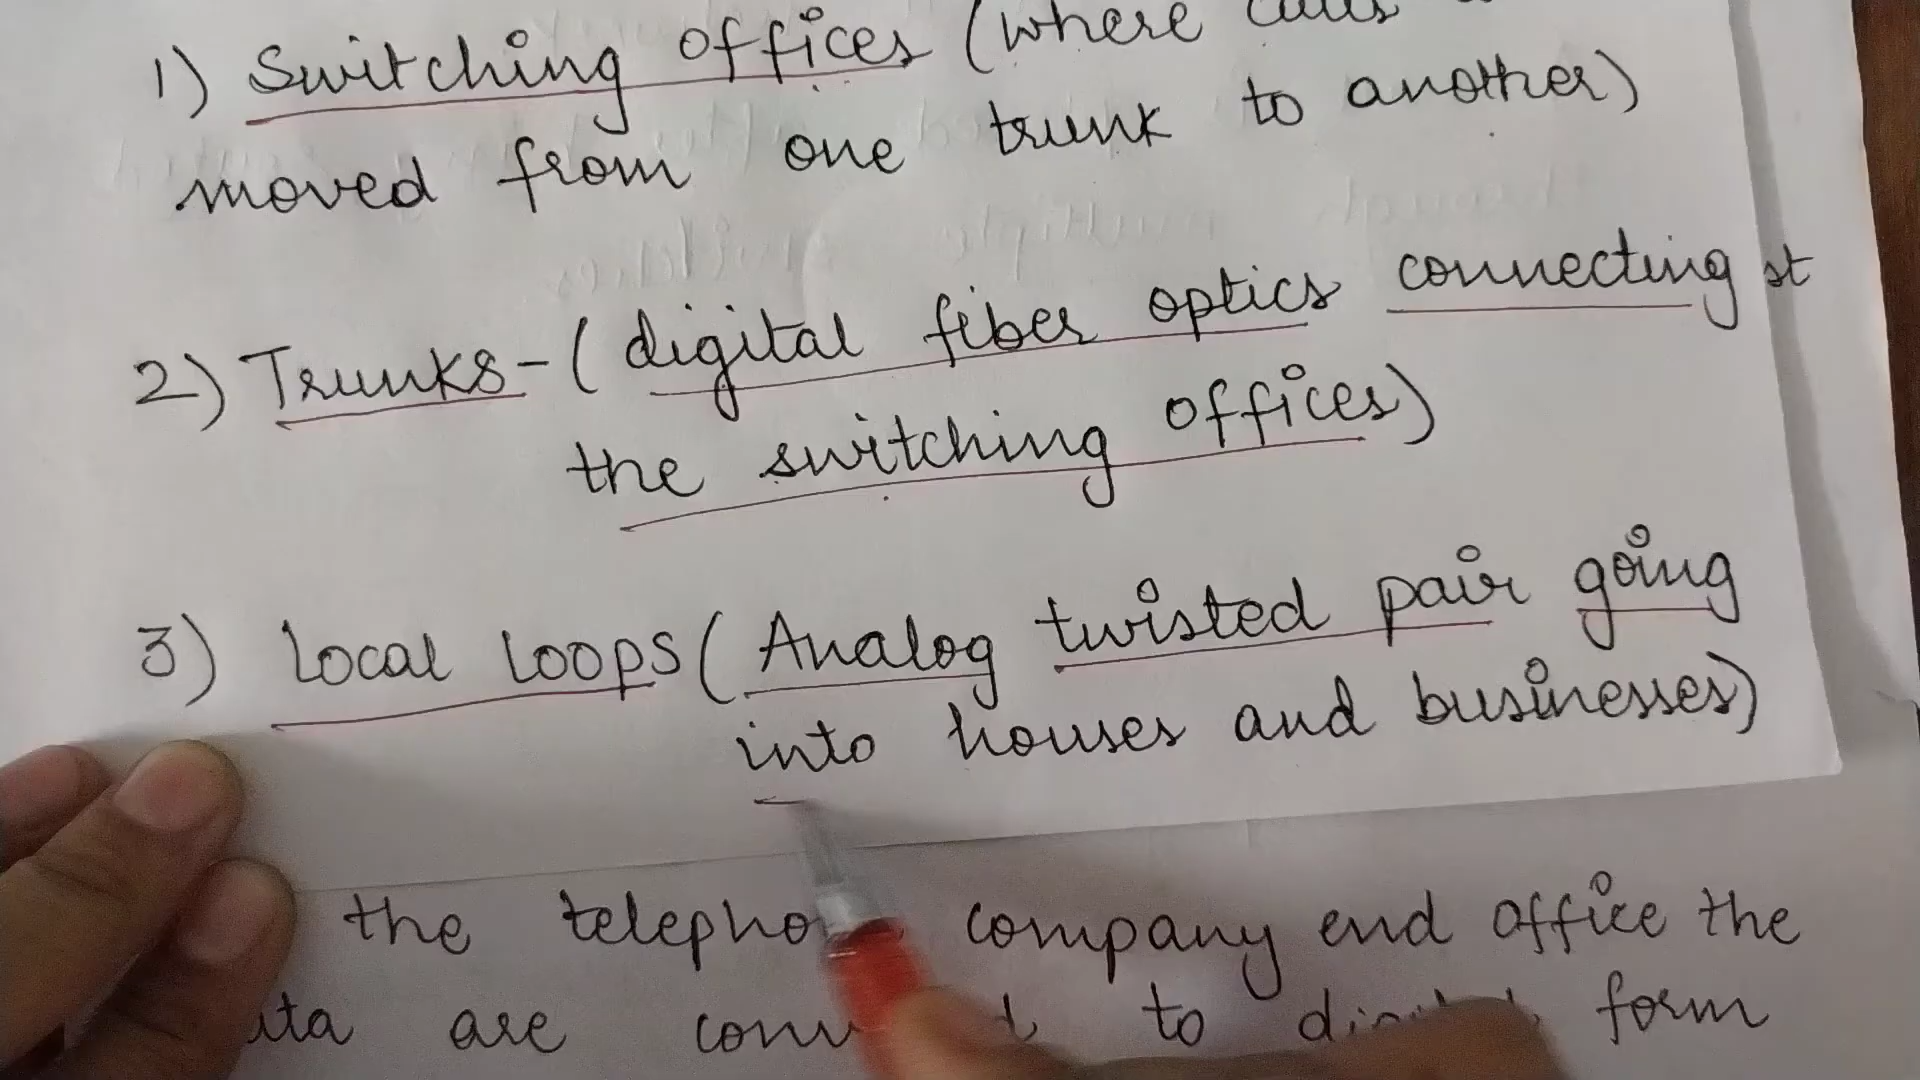 1) Switching offices (where calls
moved from one trunk to another)
2) Trunks-(digital fiber optics connecting
the switching offices)
3) Local Loops (Analog twisted pair going
into houses and businesses)
the company end office the
are to form